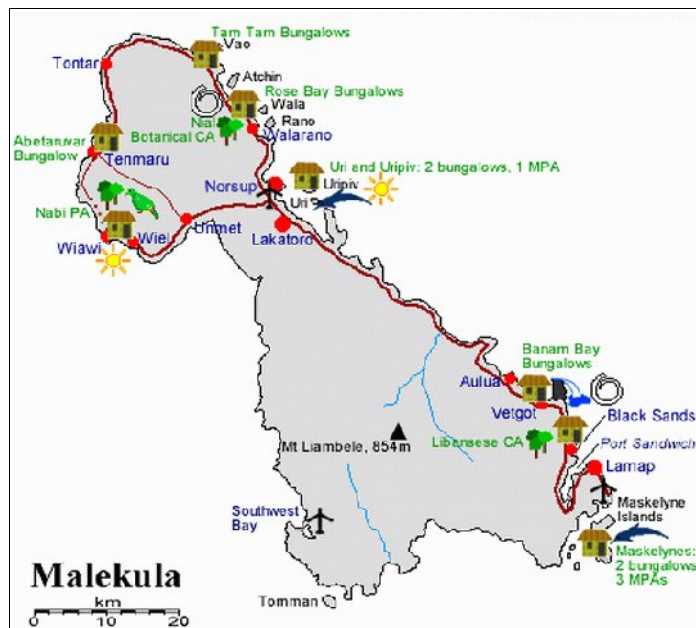 Tam Tam Bungalows
Vao
Tontar
Atchin
Rose Bay Bungalows
Wala
Nial
Rano
Botanical CA
Walarano
Abetaruvar
Bungalow
Tenmaru
Uri and Uripiv: 2 bungalows, 1 MPA
Norsup
Uripiv
Uri
Nabi PA
Unmet
Wiel
Wiawi
Lakatoro
Banam Bay
Bungalows
Aulua
Vetgot
Black Sands
Libansese CA
Port Sandwich
Mt Liambele, 854m
Lamap
Southwest
Bay
Maskelyne
Islands
Maskelynes:
2 bungalows
3 MPAs
Malekula
km
0 10 20
Tomman